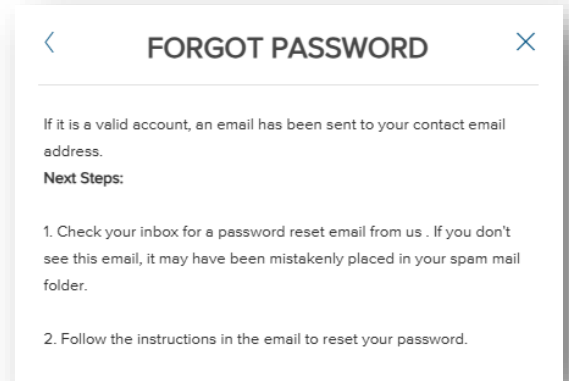 FORGOT PASSWORD
If it is a valid account, an email has been sent to your contact email
address.
Next Steps:
1. Check your inbox for a password reset email from us . If you don't
see this email, it may have been mistakenly placed in your spam mail
folder.
2. Follow the instructions in the email to reset your password.